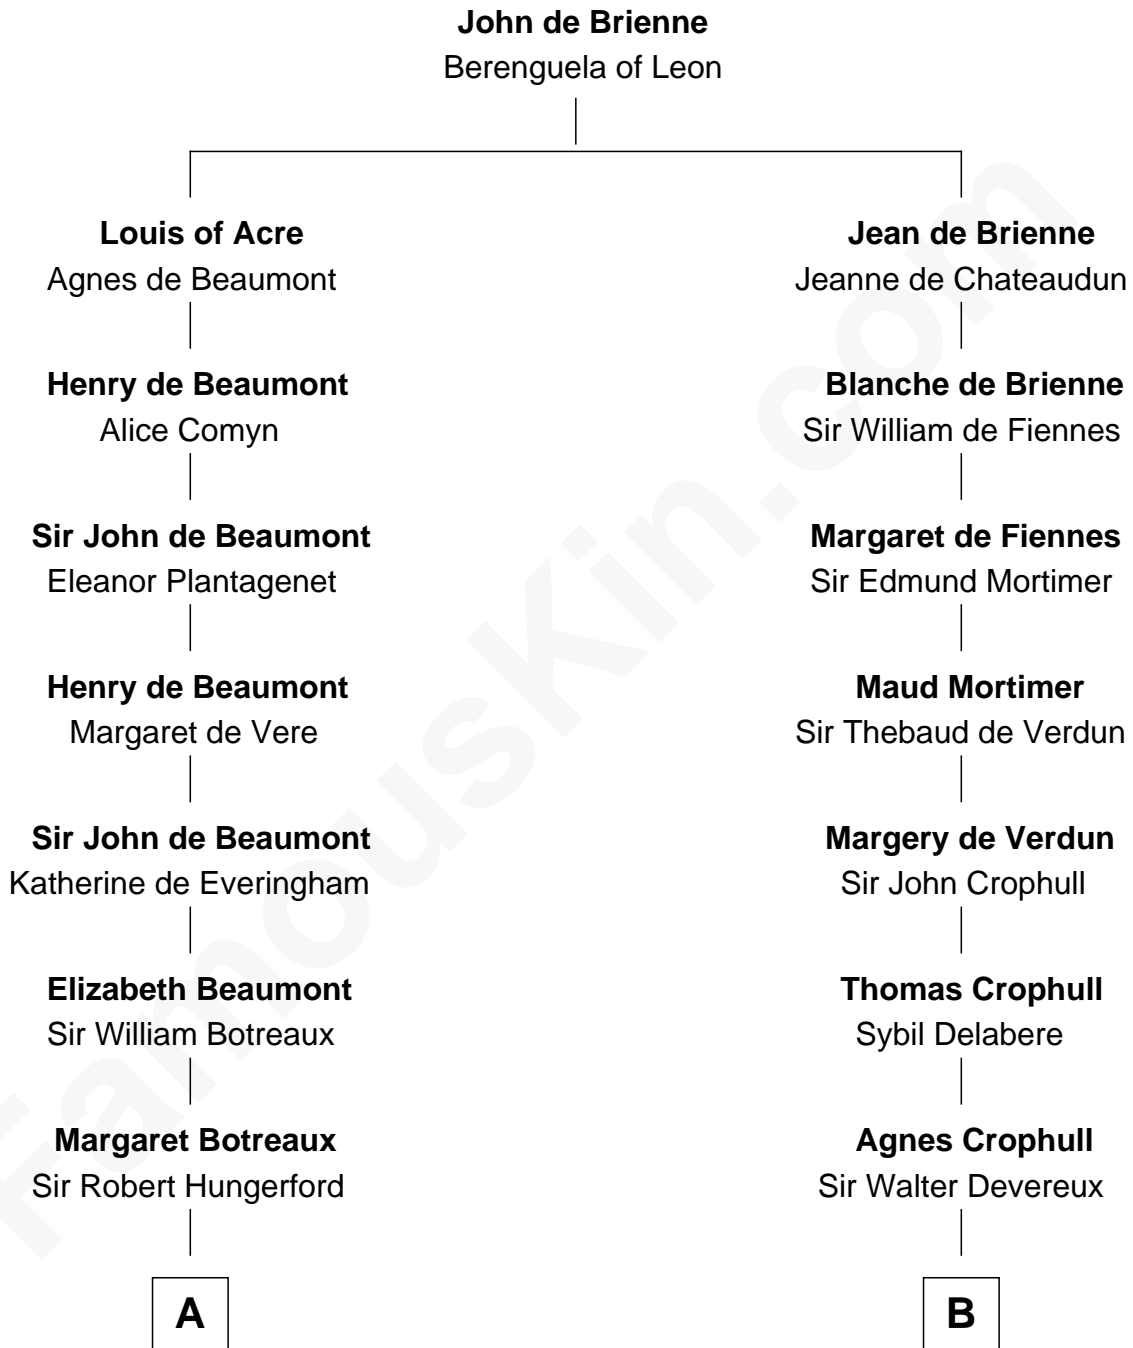 John de Brienne
Berenguela of Leon
Louis of Acre
Agnes de Beaumont
Jean de Brienne
Jeanne de Chateaudun
Henry de Beaumont
Alice Comyn
Blanche de Brienne
Sir William de Fiennes
Sir John de Beaumont
Eleanor Plantagenet
Margaret de Fiennes
Sir Edmund Mortimer
Henry de Beaumont
Margaret de Vere
Maud Mortimer
Sir Thebaud de Verdun
Sir John de Beaumont
Katherine de Everingham
Margery de Verdun
Sir John Crophull
Elizabeth Beaumont
Sir William Botreaux
Thomas Crophull
Sybil Delabere
Margaret Botreaux
Sir Robert Hungerford
Agnes Crophull
Sir Walter Devereux
A
B
FamousKin.com